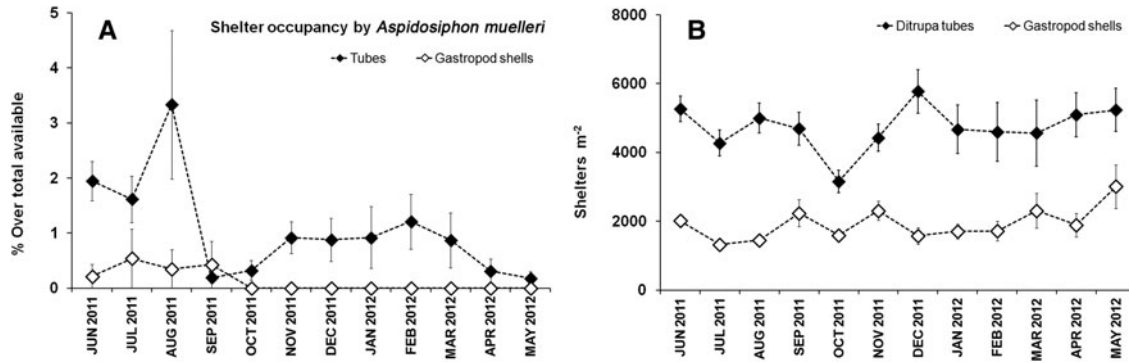 A
Shelter occupancy by Aspidosiphon muelleri
Tubes
Gastropod shells
% Over total available
5
4
3
2
1
0
JUN 2011
JUL 2011
AUG 2011
SEP 2011
OCT 2011
NOV 2011
DEC 2011
JAN 2012
FEB 2012
MAR 2012
APR 2012
MAY 2012
B
Ditrupa tubes
Gastropod shells
Shelters m-2
8000
6000
4000
2000
0
JUN 2011
JUL 2011
AUG 2011
SEP 2011
OCT 2011
NOV 2011
DEC 2011
JAN 2012
FEB 2012
MAR 2012
APR 2012
MAY 2012